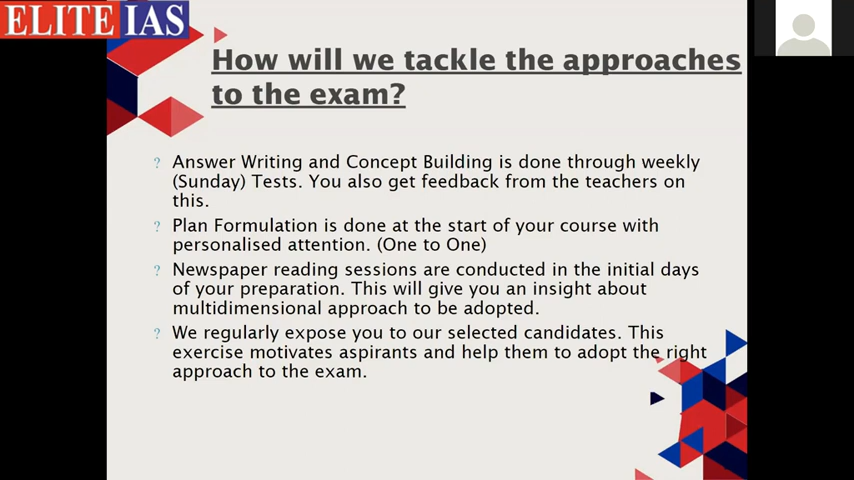 ELITE IAS
How will we tackle the approaches
to the exam?
? Answer Writing and Concept Building is done through weekly
(Sunday) Tests. You also get feedback from the teachers on
this.
? Plan Formulation is done at the start of your course with
personalised attention. (One to One)
? Newspaper reading sessions are conducted in the initial days
of your preparation. This will give you an insight about
multidimensional approach to be adopted.
? We regularly expose you to our selected candidates. This
exercise motivates aspirants and help them to adopt the right
approach to the exam.